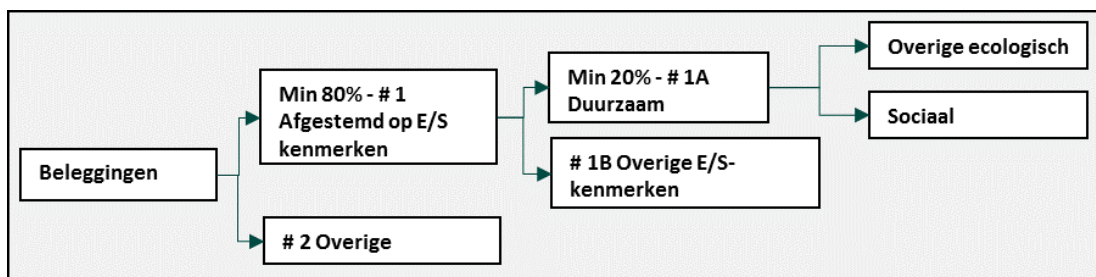 Beleggingen
Min 80% - # 1
Afgestemd op E/S
kenmerken
# 2 Overige
Min 20% - # 1A
Duurzaam
# 1B Overige E/S-
kenmerken
Overige ecologisch
Sociaal